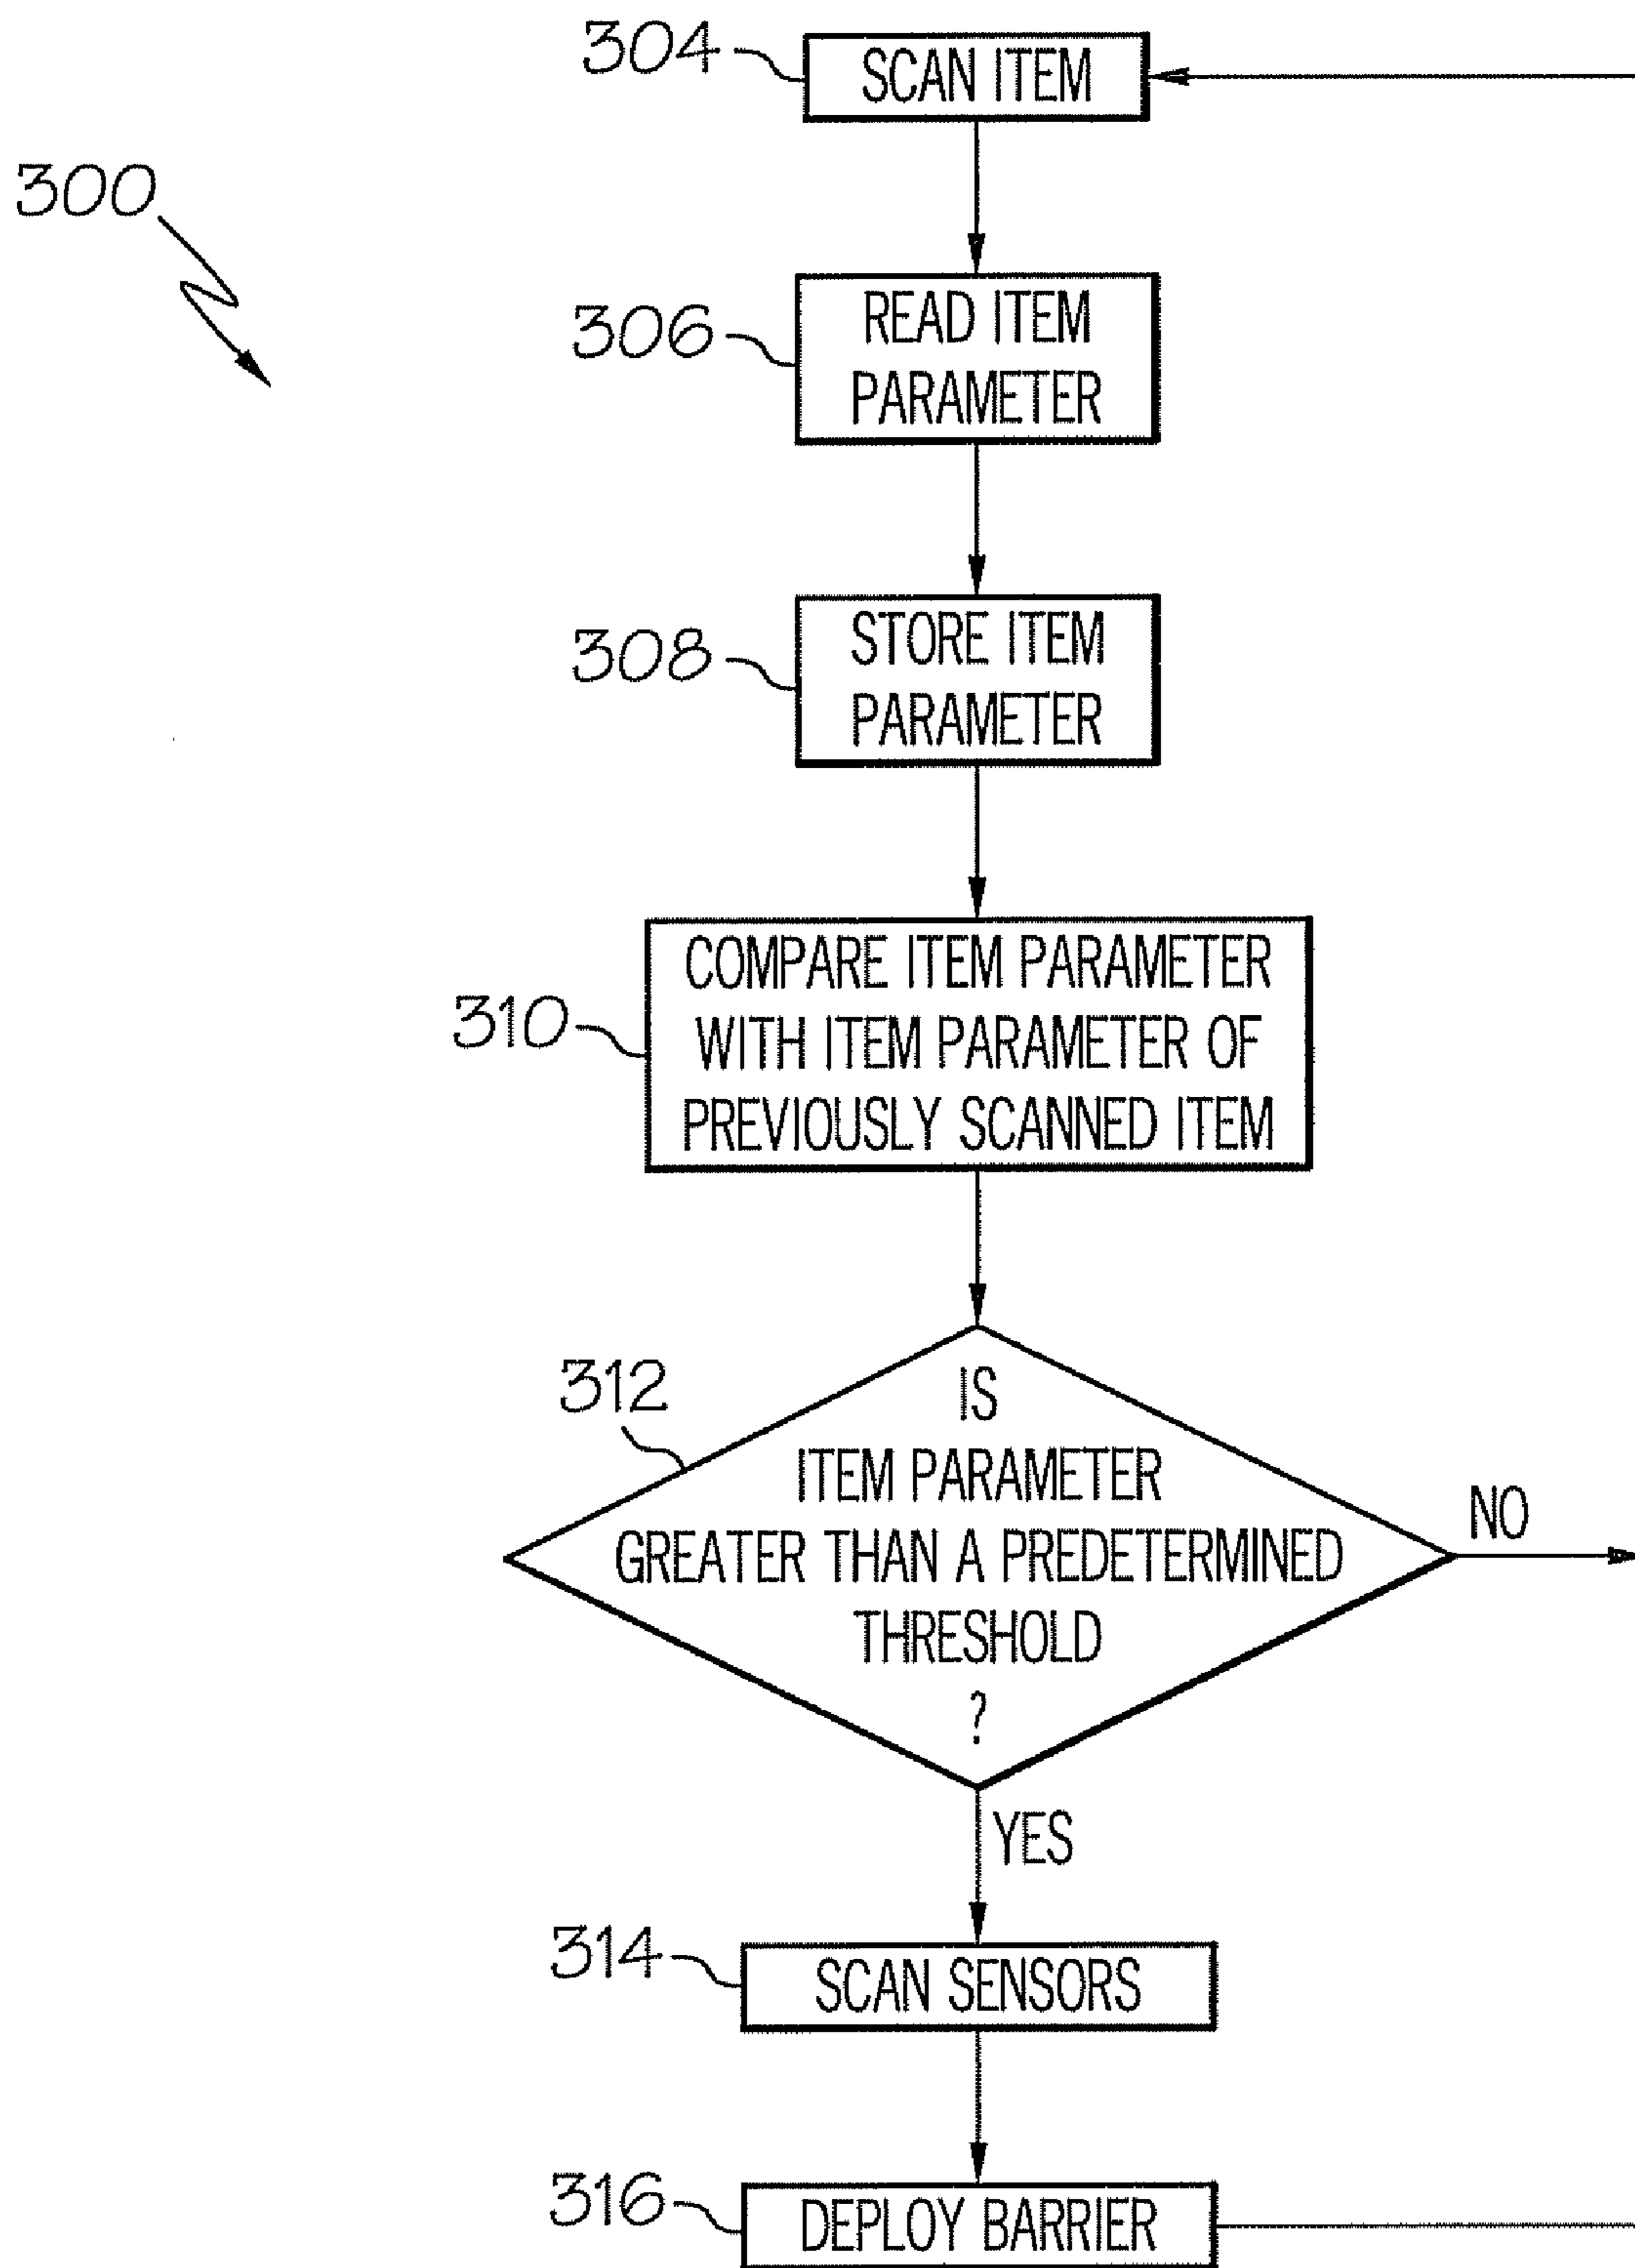 304
SCAN ITEM
300
306
READ ITEM
PARAMETER
308
STORE ITEM
PARAMETER
310
COMPARE ITEM PARAMETER
WITH ITEM PARAMETER OF
PREVIOUSLY SCANNED ITEM
312
IS
ITEM PARAMETER
GREATER THAN A PREDETERMINED
THRESHOLD
?
NO
YES
314
SCAN SENSORS
316
DEPLOY BARRIER